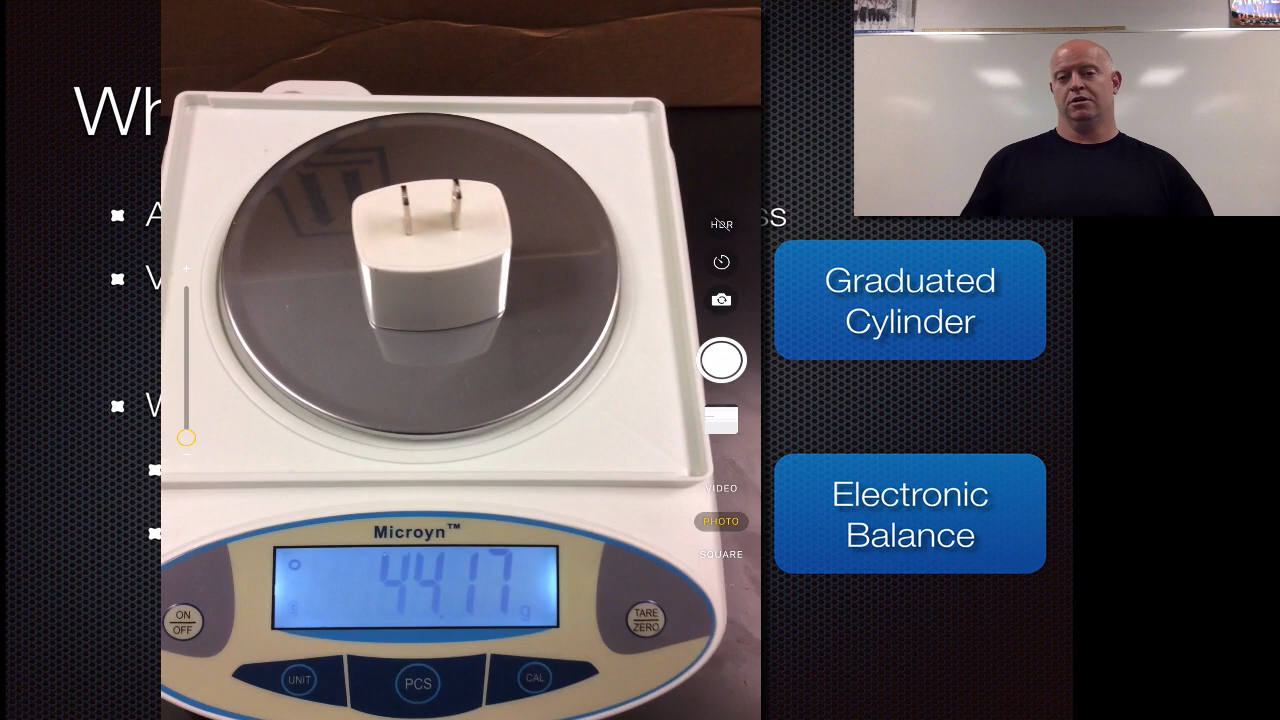 Wh
A
ss
V
W
Graduated
Cylinder
Electronic
Balance
HDR
VIDEO
PHOTO
SQUARE
Microyn™
44.17
g
ON
OFF
TARE
ZERO
UNIT
PCS
CAL